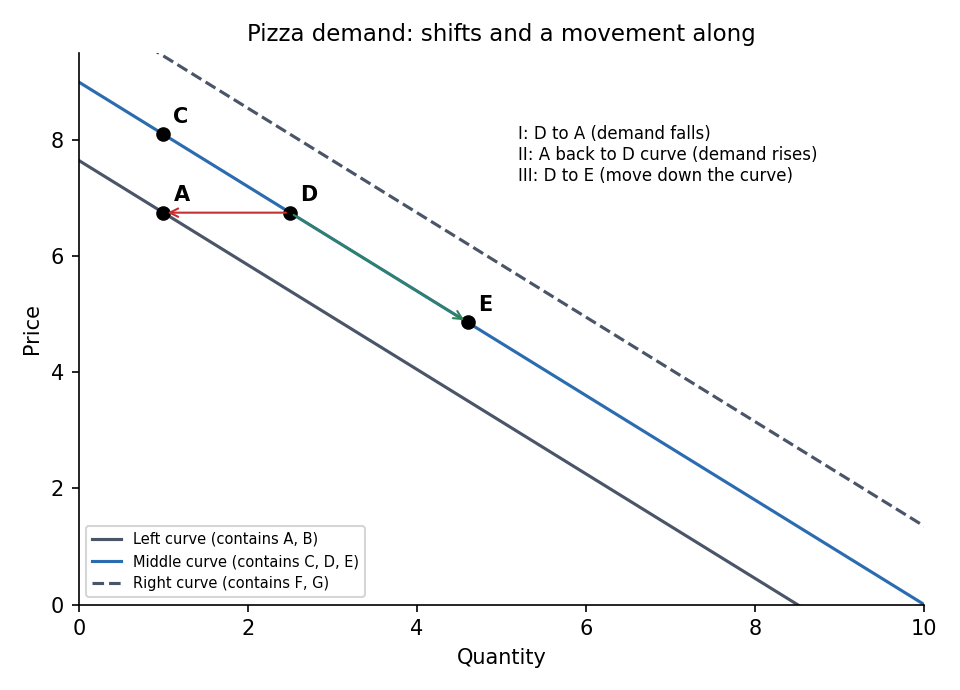 Pizza demand: shifts and a movement along
C
A
D
E
I: D to A (demand falls)
II: A back to D curve (demand rises)
III: D to E (move down the curve)
Price
8
6
4
2
0
Left curve (contains A, B)
Middle curve (contains C, D, E)
Right curve (contains F, G)
0 2 4 6 8 10
Quantity